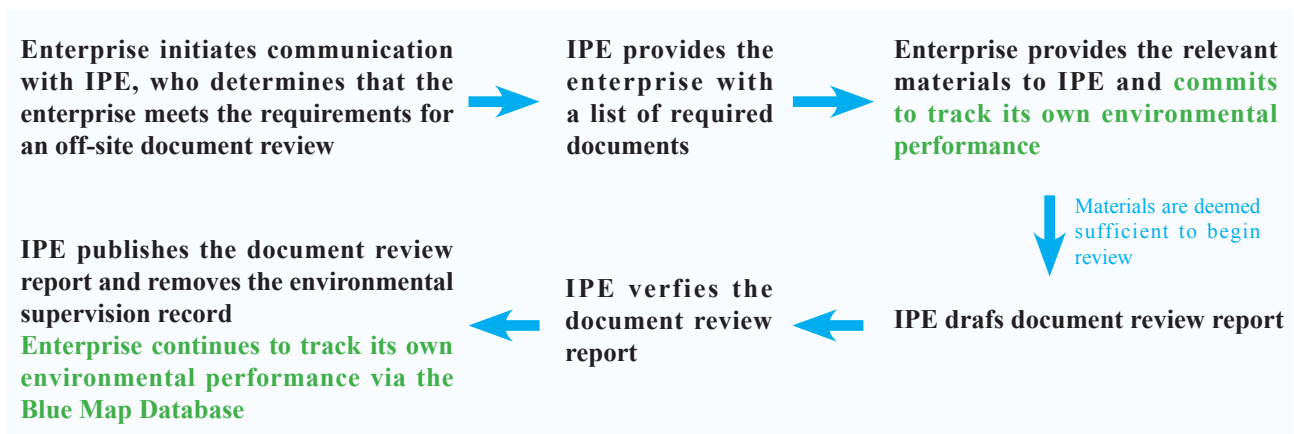 Enterprise initiates communication
with IPE, who determines that the
enterprise meets the requirements for
an off-site document review
IPE provides the
enterprise with
a list of required
documents
Enterprise provides the relevant
materials to IPE and commits
to track its own environmental
performance
Materials are deemed
sufficient to begin
review
IPE drafs document review report
IPE verfies the
document review
report
IPE publishes the document review
report and removes the environmental
supervision record
Enterprise continues to track its own
environmental performance via the
Blue Map Database